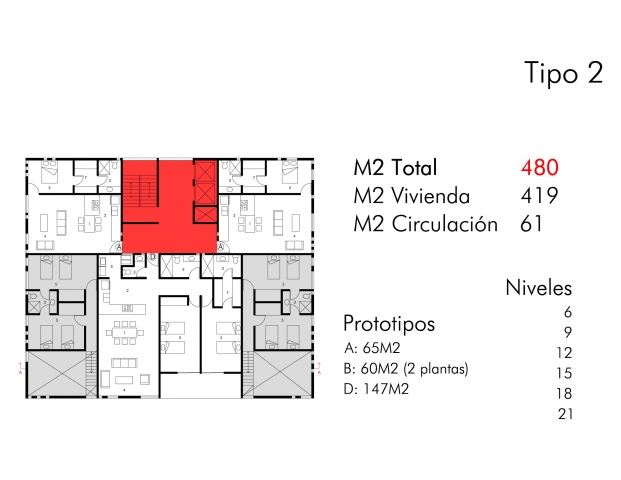 Tipo 2
M2 Total 480
M2 Vivienda 419
M2 Circulación 61
Niveles
6
9
12
15
18
21
Prototipos
A: 65M2
B: 60M2 (2 plantas)
D: 147M2
A
A
D